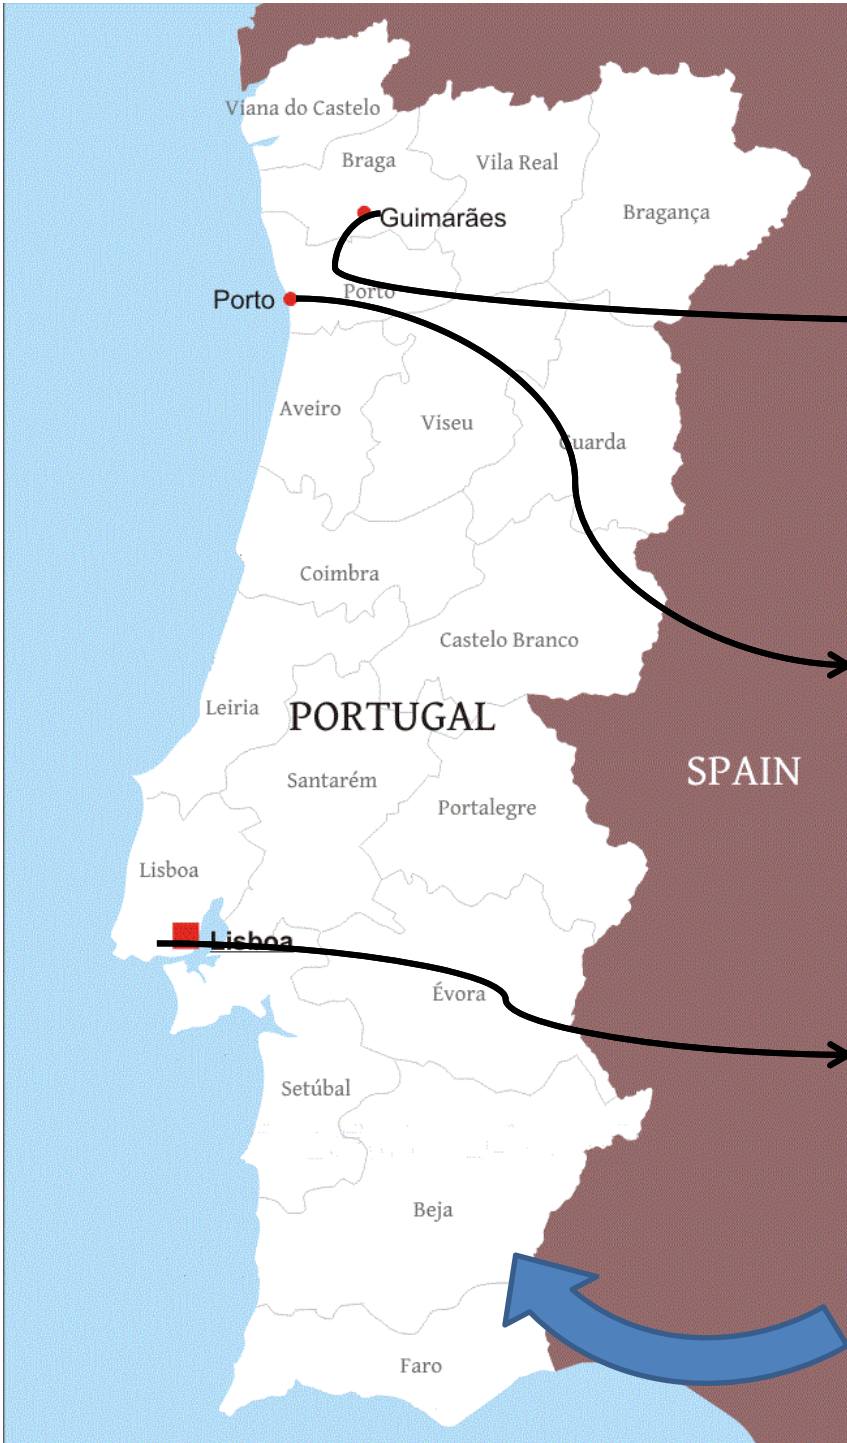 Viana do Castelo
Braga
Vila Real
Bragança
Guimarães
Porto
Porto
Aveiro
Viseu
Guarda
Coimbra
Castelo Branco
Leiria
PORTUGAL
SPAIN
Santarém
Portalegre
Lisboa
Lisboa
Évora
Setúbal
Beja
Faro